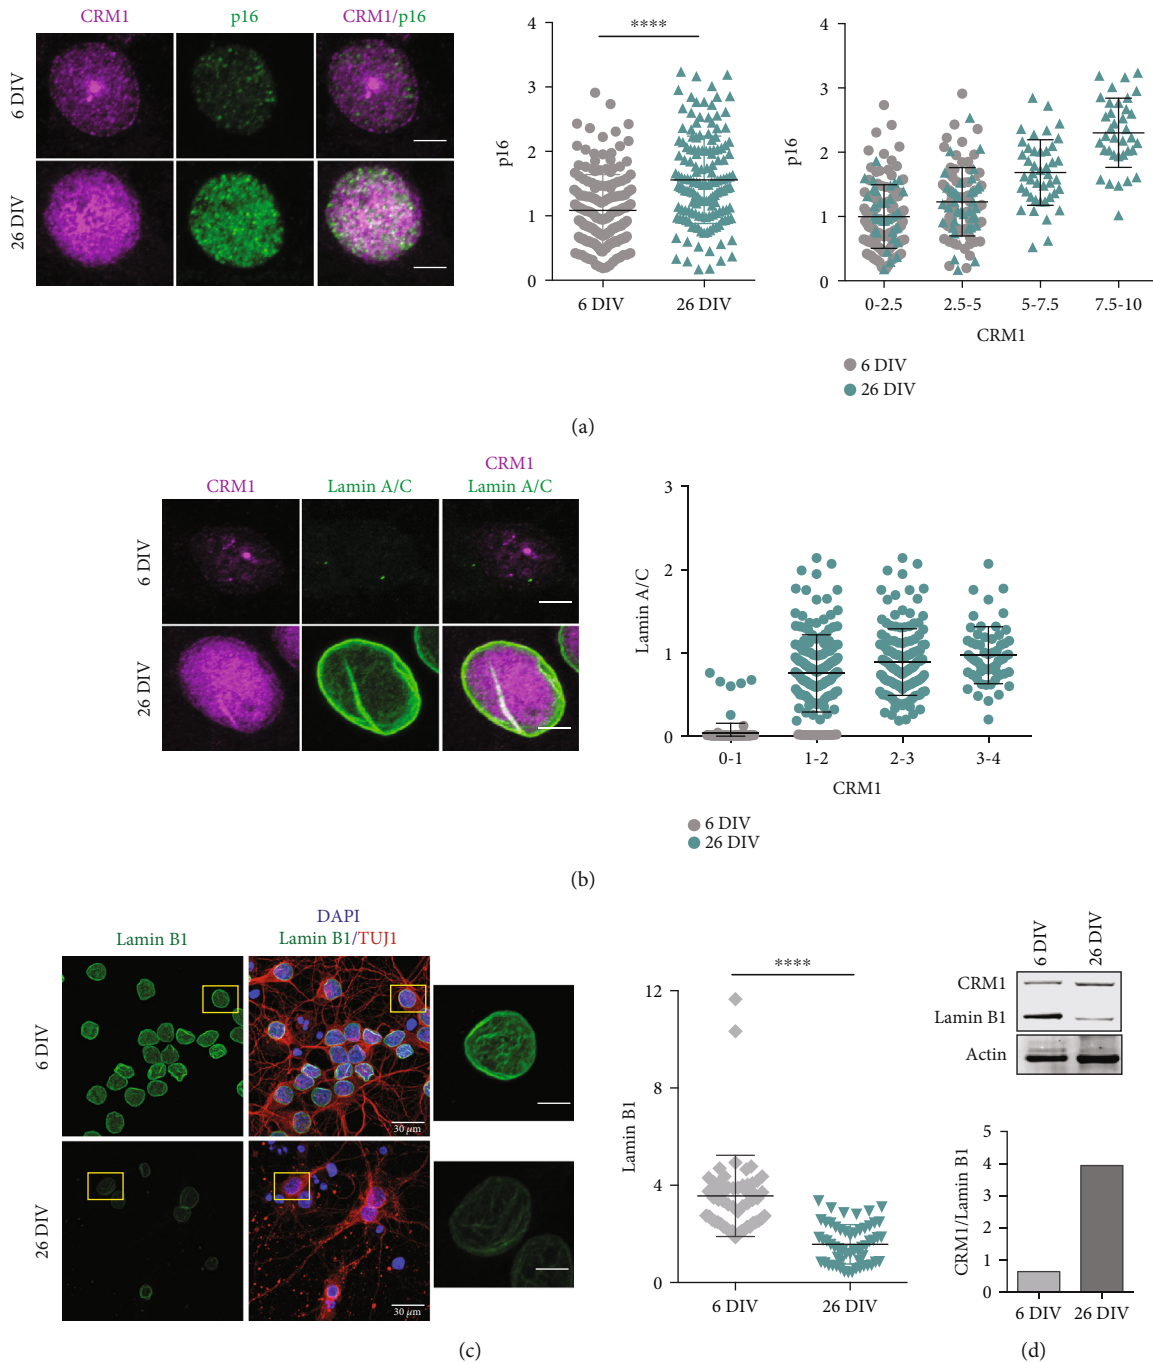 CRM1 p16 CRM1/p16
6 DIV
26 DIV
****
p16
4
3
2
1
0
6 DIV 26 DIV
p16
4
3
2
1
0
0-2.5 2.5-5 5-7.5 7.5-10
CRM1
6 DIV
26 DIV
(a)
CRM1 Lamin A/C CRM1
Lamin A/C
6 DIV
26 DIV
Lamin A/C
3
2
1
0
0-1 1-2 2-3 3-4
CRM1
6 DIV
26 DIV
(b)
DAPI
Lamin B1 Lamin B1/TUJ1
6 DIV
30 µm
26 DIV
30 µm
****
Lamin B1
12
8
4
0
6 DIV 26 DIV
(c)
6 DIV 26 DIV
CRM1
Lamin B1
Actin
CRM1/Lamin B1
5
4
3
2
1
0
6 DIV 26 DIV
(d)